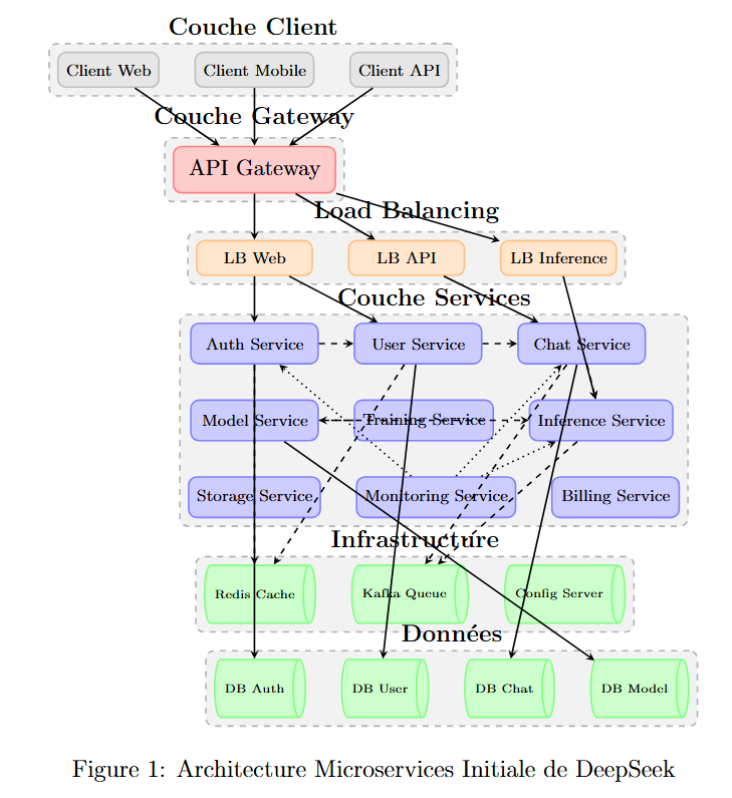 Couche Client
Client Web Client Mobile Client API
Couche Gateway
API Gateway
Load Balancing
LB Web LB API LB Inference
Couche Services
Auth Service User Service Chat Service
Model Service Training Service Inference Service
Storage Service Monitoring Service Billing Service
Infrastructure
Redis Cache Kafka Queue Config Server
Données
DB Auth DB User DB Chat DB Model
Figure 1: Architecture Microservices Initiale de DeepSeek